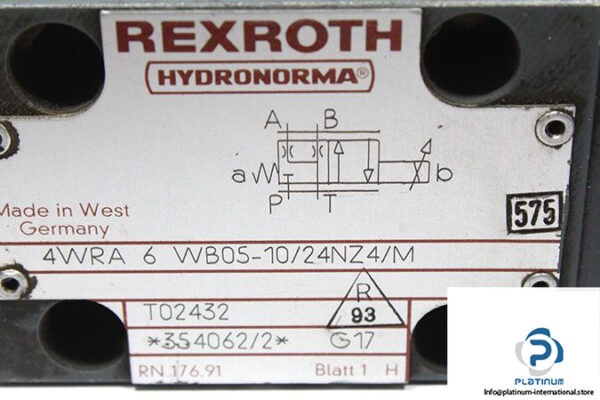 REXROTH
HYDRONORMA®
A B
a b
P T
Made in West
Germany
575
4WRA 6 WB05-10/24NZ4/M
T02432
R
93
*354062/2* G17
RN 176.91 Blatt 1 H
PLATINUM
https://platinum-international.store